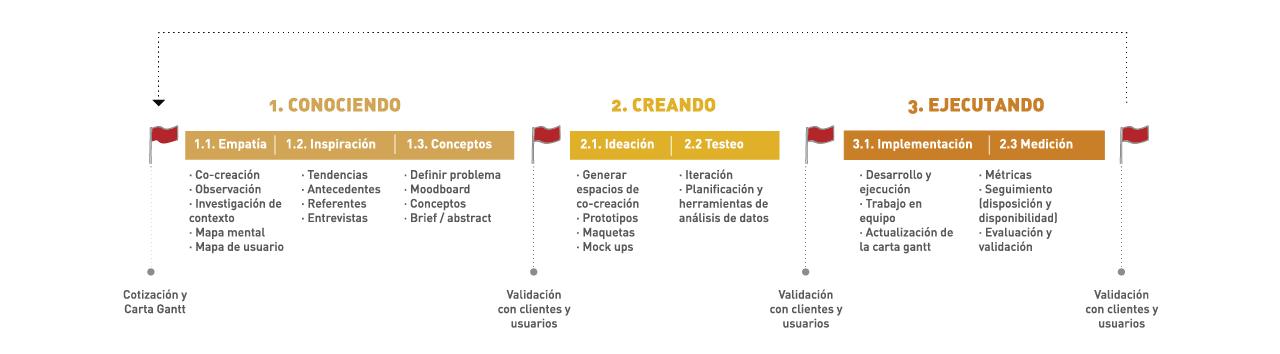 1. CONOCIENDO
1.1. Empatía
1.2. Inspiración
1.3. Conceptos
· Co-creación
· Observación
· Investigación de
contexto
· Mapa mental
· Mapa de usuario
· Tendencias
· Antecedentes
· Referentes
· Entrevistas
· Definir problema
· Moodboard
· Conceptos
· Brief / abstract
2. CREANDO
2.1. Ideación
2.2 Testeo
· Generar
espacios de
co-creación
· Prototipos
· Maquetas
· Mock ups
· Iteración
· Planificación y
herramientas de
análisis de datos
3. EJECUTANDO
3.1. Implementación
2.3 Medición
· Desarrollo y
ejecución
· Trabajo en
equipo
· Actualización de
la carta gantt
· Métricas
· Seguimiento
(disposición y
disponibilidad)
· Evaluación y
validación
Cotización y
Carta Gantt
Validación
con clientes y
usuarios
Validación
con clientes y
usuarios
Validación
con clientes y
usuarios